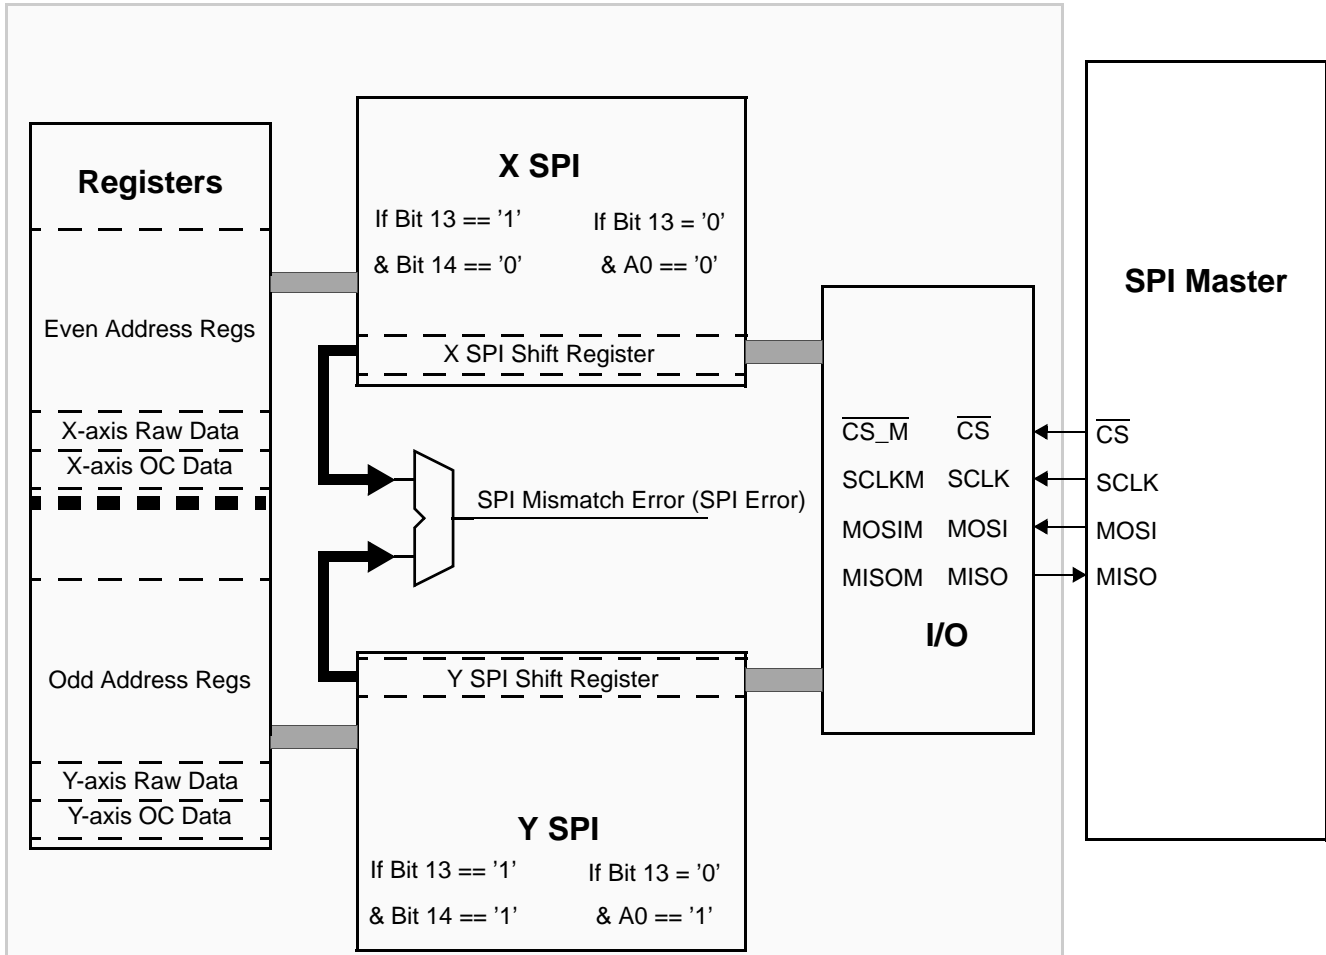 Registers
Even Address Regs
X-axis Raw Data
X-axis OC Data
Odd Address Regs
Y-axis Raw Data
Y-axis OC Data
X SPI
If Bit 13 == '1' If Bit 13 = '0'
& Bit 14 == '0' & A0 == '0'
X SPI Shift Register
SPI Mismatch Error (SPI Error)
Y SPI Shift Register
Y SPI
If Bit 13 == '1' If Bit 13 = '0'
& Bit 14 == '1' & A0 == '1'
CS_M CS
SCLKM SCLK
MOSIM MOSI
MISOM MISO
I/O
SPI Master
CS
SCLK
MOSI
MISO